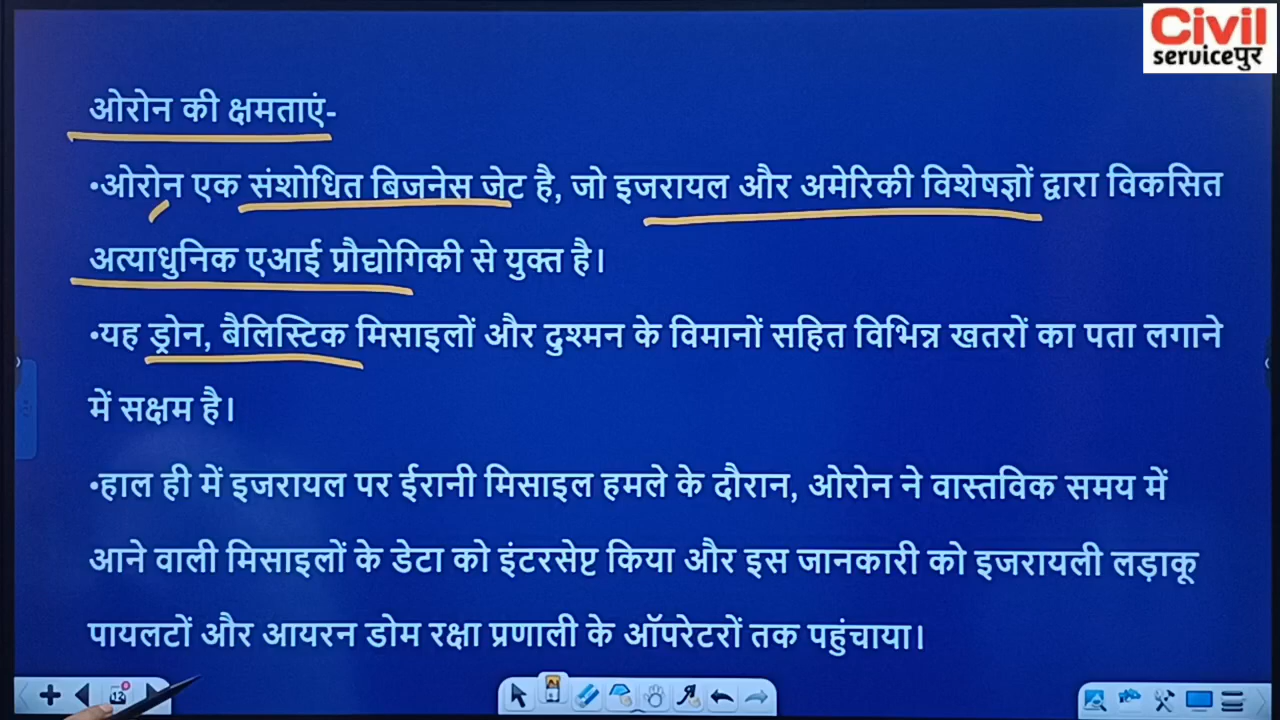 Civil
serviceपुर
ओरोन की क्षमताएं-
•ओरोन एक संशोधित बिजनेस जेट है, जो इजरायल और अमेरिकी विशेषज्ञों द्वारा विकसित
अत्याधुनिक एआई प्रौद्योगिकी से युक्त है।
•यह ड्रोन, बैलिस्टिक मिसाइलों और दुश्मन के विमानों सहित विभिन्न खतरों का पता लगाने
में सक्षम है।
•हाल ही में इजरायल पर ईरानी मिसाइल हमले के दौरान, ओरोन ने वास्तविक समय में
आने वाली मिसाइलों के डेटा को इंटरसेप्ट किया और इस जानकारी को इजरायली लड़ाकू
पायलटों और आयरन डोम रक्षा प्रणाली के ऑपरेटरों तक पहुंचाया।
12